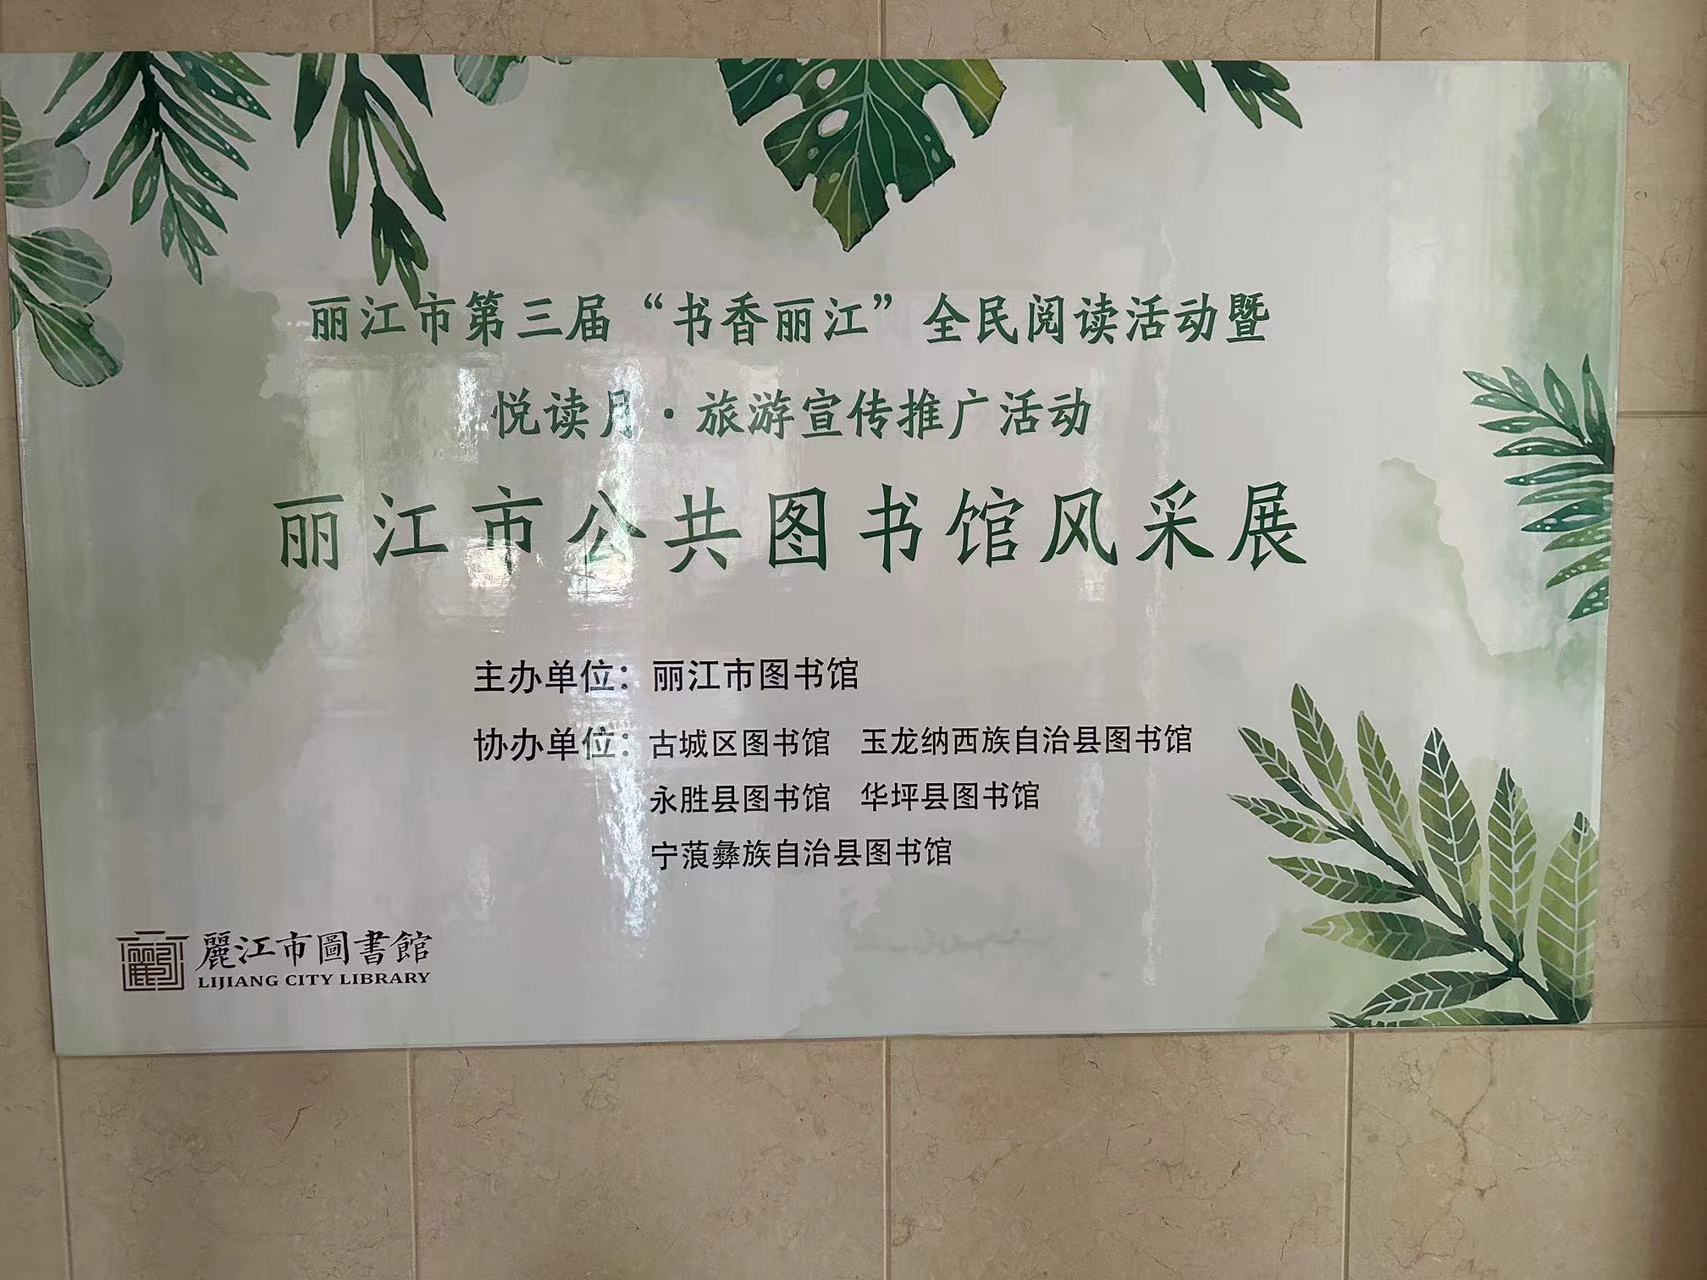 丽江市第三届“书香丽江”全民阅读活动暨
悦读月·旅游宣传推广活动
丽江市公共图书馆风采展
主办单位：丽江市图书馆
协办单位：古城区图书馆 玉龙纳西族自治县图书馆
永胜县图书馆 华坪县图书馆
宁蒗彝族自治县图书馆
麗江市圖書館
LIJIANG CITY LIBRARY